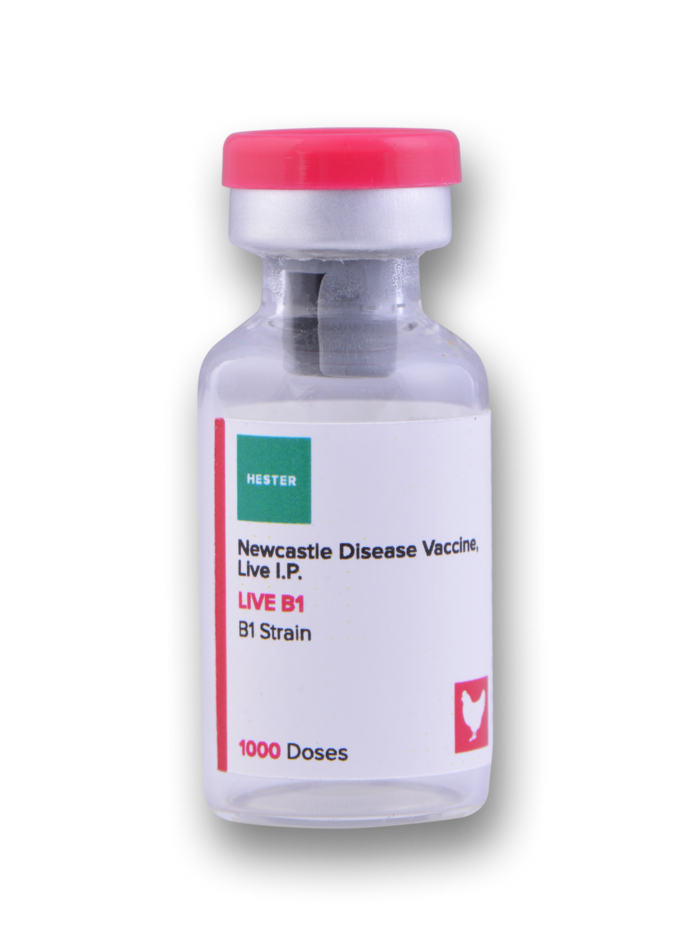 HESTER
Newcastle Disease Vaccine,
Live I.P.
LIVE B1
B1 Strain
1000 Doses